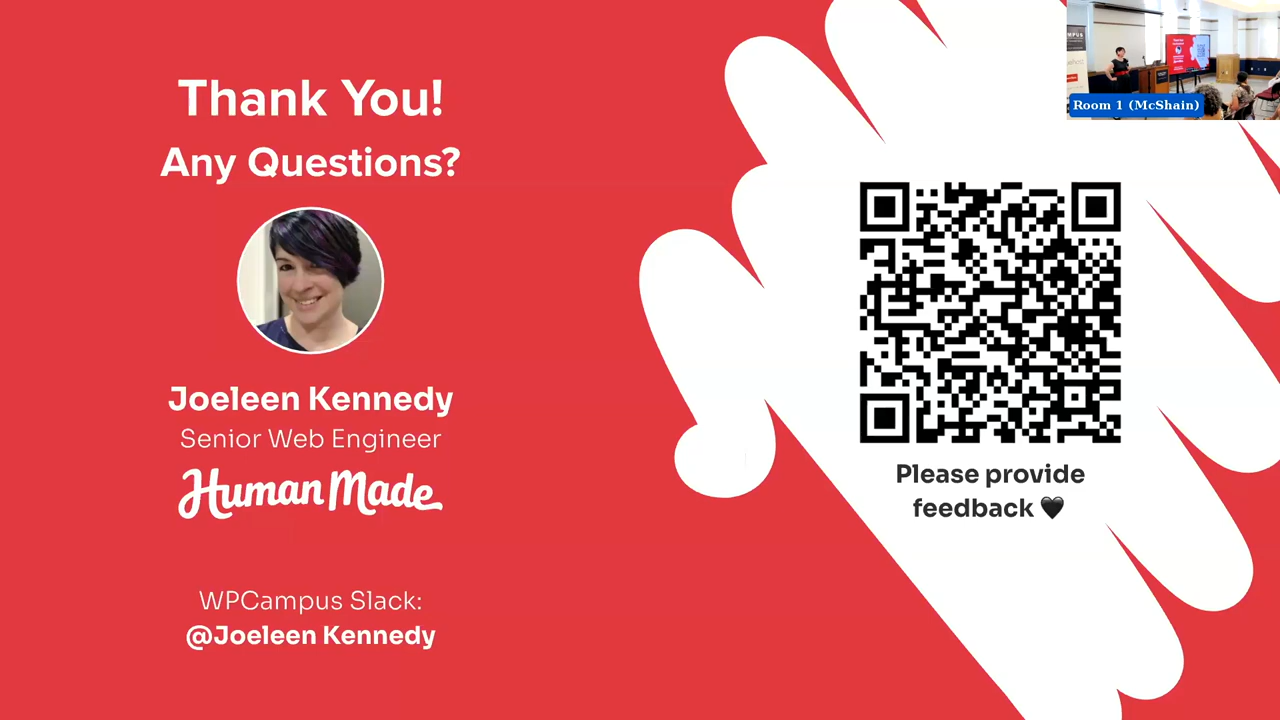 Thank You!
Any Questions?
Joeleen Kennedy
Senior Web Engineer
Human Made
WPCampus Slack:
@Joeleen Kennedy
Please provide
feedback 🖤
Room 1 (McShain)